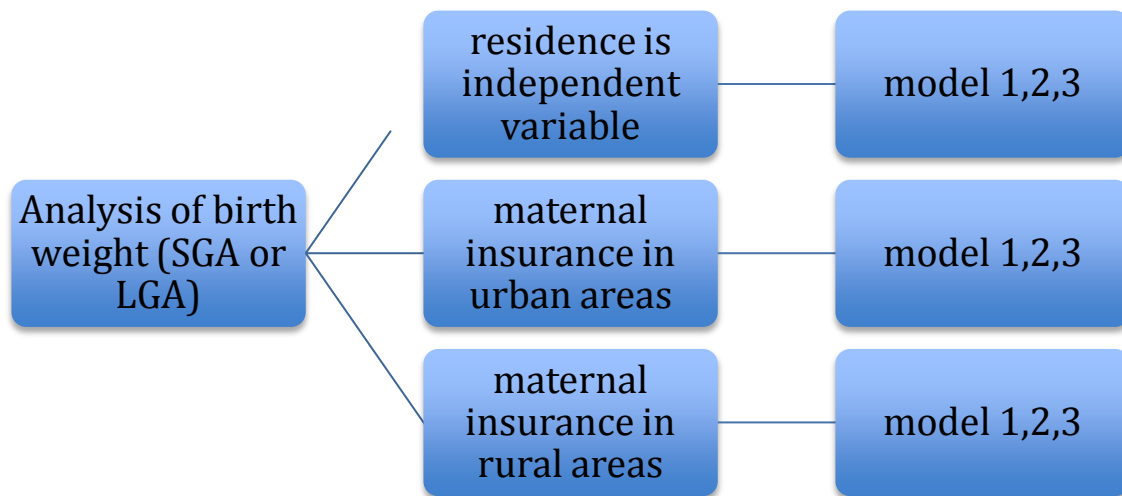 Analysis of birth
weight (SGA or
LGA)
residence is
independent
variable
model 1,2,3
maternal
insurance in
urban areas
model 1,2,3
maternal
insurance in
rural areas
model 1,2,3